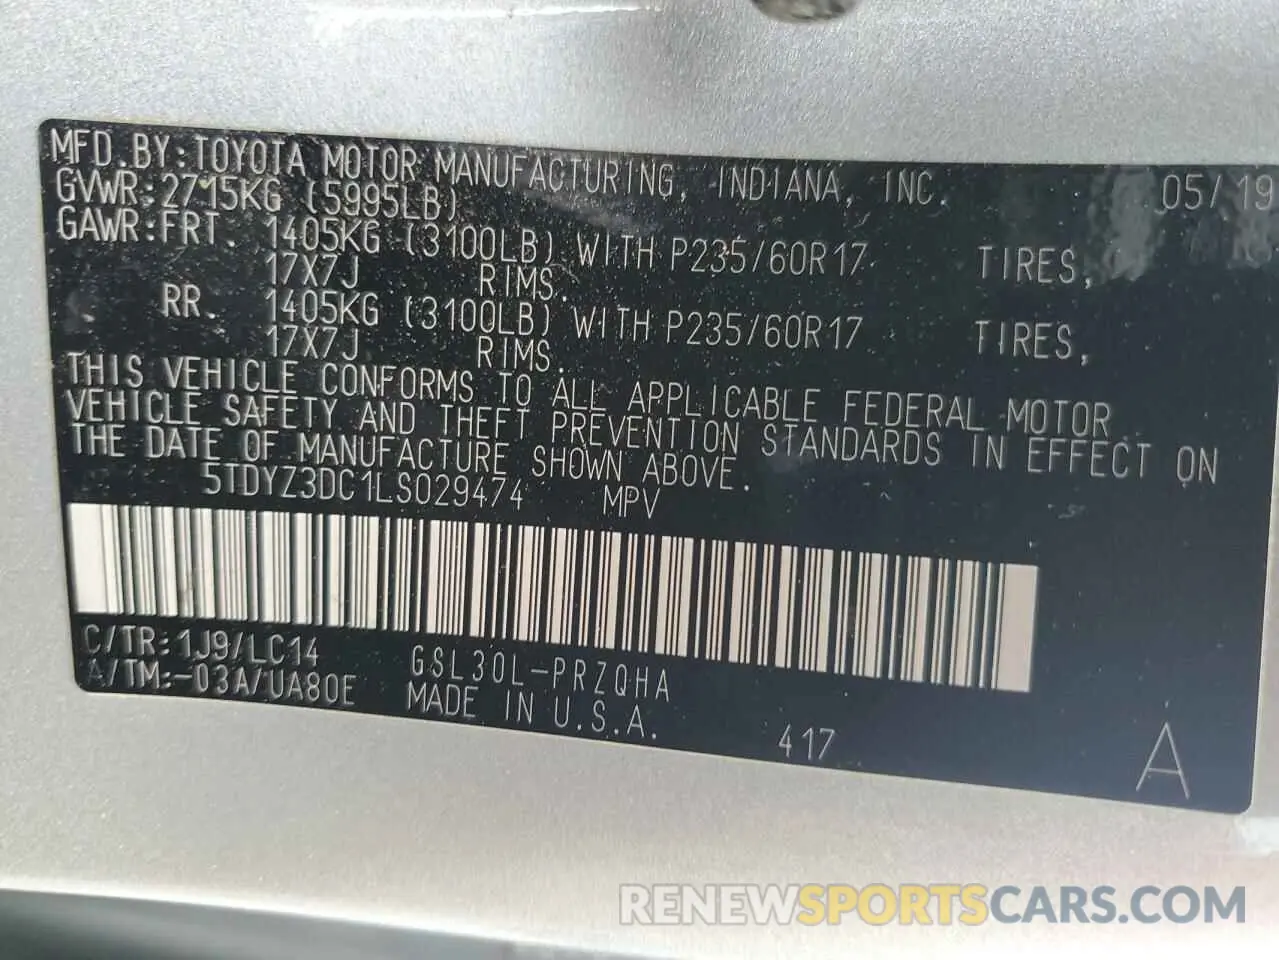 MFD.BY:TOYOTA MOTOR MANUFACTURING, INDIANA, INC. 05/19
GVWR:2715KG (5995LB)
GAWR:FRT. 1405KG (3100LB) WITH P235/60R17 TIRES,
17X7J RIMS.
RR. 1405KG (3100LB) WITH P235/60R17 TIRES,
17X7J RIMS.
THIS VEHICLE CONFORMS TO ALL APPLICABLE FEDERAL MOTOR
VEHICLE SAFETY AND THEFT PREVENTION STANDARDS IN EFFECT ON
THE DATE OF MANUFACTURE SHOWN ABOVE.
5TDYZ3DC1LS029474 MPV
C/TR:1J9/LC14 GSL30L-PRZQHA
A/TM:-03A/UA80E MADE IN U.S.A. 417 A
RENEWSPORTSCARS.COM